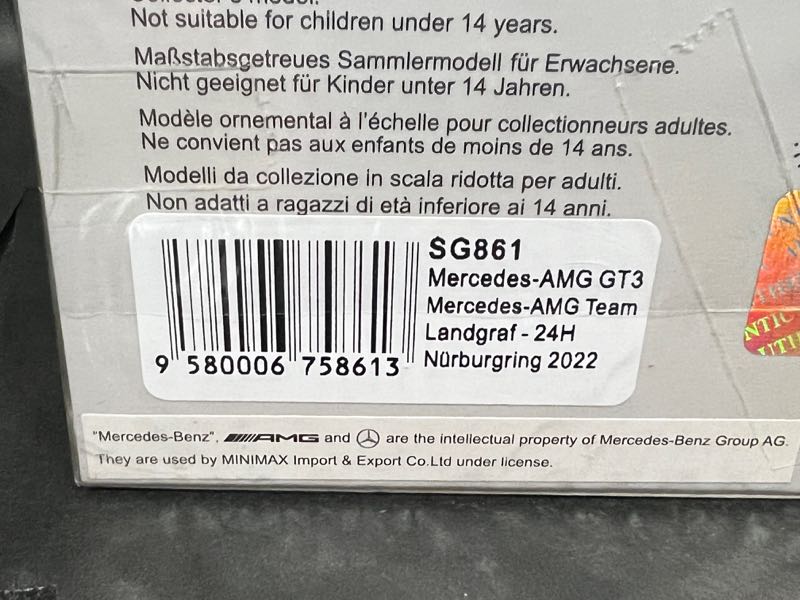 Not suitable for children under 14 years.
Maßstabsgetreues Sammlermodell für Erwachsene.
Nicht geeignet für Kinder unter 14 Jahren.
Modèle ornemental à l'échelle pour collectionneurs adultes.
Ne convient pas aux enfants de moins de 14 ans.
Modelli da collezione in scala ridotta per adulti.
Non adatti a ragazzi di età inferiore ai 14 anni.
SG861
Mercedes-AMG GT3
Mercedes-AMG Team
Landgraf - 24H
Nürburgring 2022
9 580006 758613
"Mercedes-Benz", AMG and are the intellectual property of Mercedes-Benz Group AG.
They are used by MINIMAX Import & Export Co.Ltd under license.